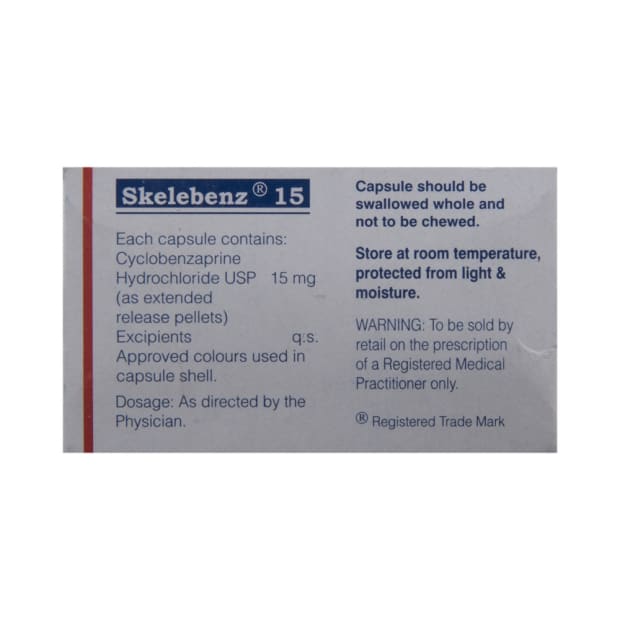 Skelebenz® 15
Each capsule contains:
Cyclobenzaprine
Hydrochloride USP 15 mg
(as extended
release pellets)
Excipients q.s.
Approved colours used in
capsule shell.
Dosage: As directed by the
Physician.
Capsule should be
swallowed whole and
not to be chewed.
Store at room temperature,
protected from light &
moisture.
WARNING: To be sold by
retail on the prescription
of a Registered Medical
Practitioner only.
® Registered Trade Mark